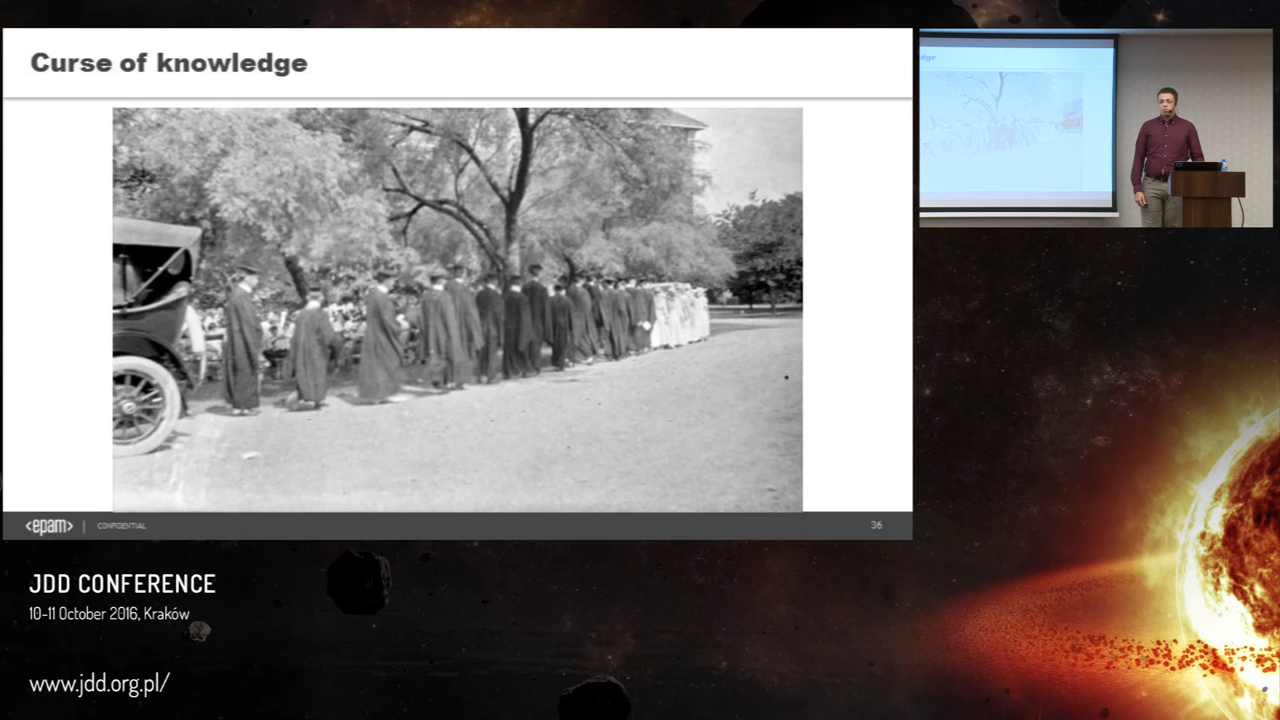 Curse of knowledge
<epam> | CONFIDENTIAL
36
JDD CONFERENCE
10-11 October 2016, Kraków
www.jdd.org.pl/